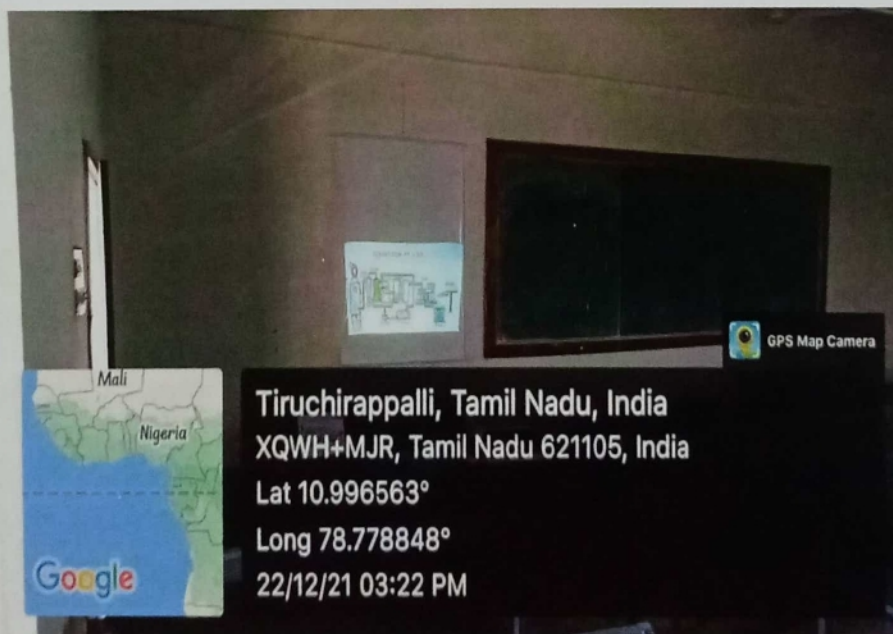 GPS Map Camera
Mali
Nigeria
Google
Tiruchirappalli, Tamil Nadu, India
XQWH+MJR, Tamil Nadu 621105, India
Lat 10.996563°
Long 78.778848°
22/12/21 03:22 PM